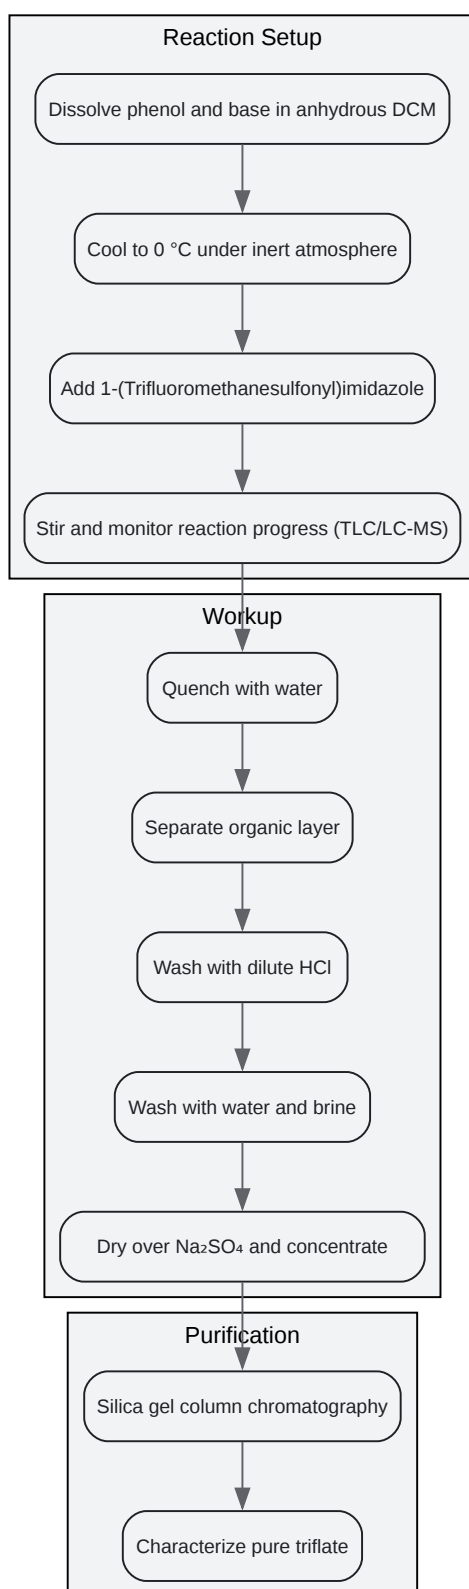 Reaction Setup
Dissolve phenol and base in anhydrous DCM
Cool to 0 °C under inert atmosphere
Add 1-(Trifluoromethanesulfonyl)imidazole
Stir and monitor reaction progress (TLC/LC-MS)
Workup
Quench with water
Separate organic layer
Wash with dilute HCl
Wash with water and brine
Dry over Na₂SO₄ and concentrate
Purification
Silica gel column chromatography
Characterize pure triflate